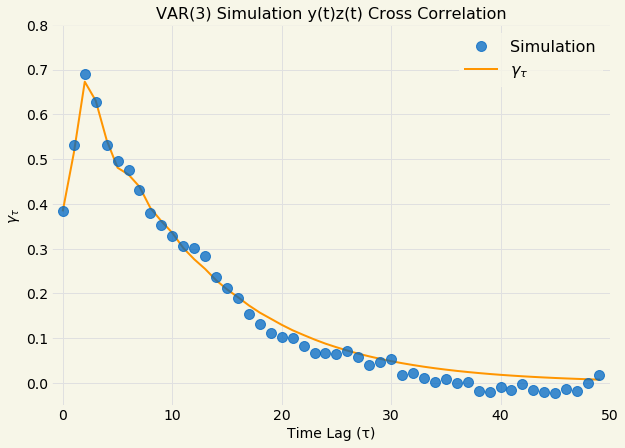 VAR(3) Simulation y(t)z(t) Cross Correlation
0.8
0.7
0.6
0.5
0.4
0.3
0.2
0.1
0.0
γτ
Simulation
γτ
0 10 20 30 40 50
Time Lag (τ)